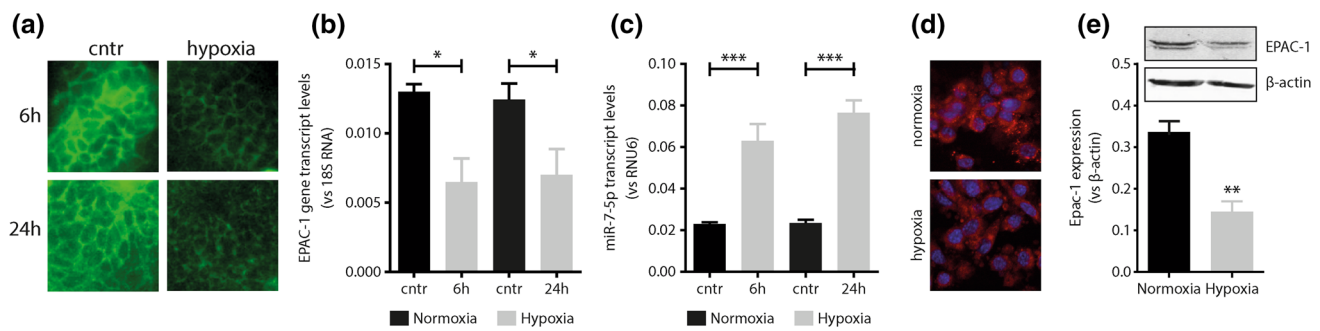 (a)
cntr hypoxia
6h
24h
(b)
EPAC-1 gene transcript levels
(vs 18S RNA)
0.015
0.010
0.005
0.000
* *
cntr 6h cntr 24h
Normoxia Hypoxia
(c)
miR-7-5p transcript levels
(vs RNU6)
0.10
0.08
0.06
0.04
0.02
0.00
*** ***
cntr 6h cntr 24h
Normoxia Hypoxia
(d)
normoxia
hypoxia
(e)
EPAC-1
β-actin
Epac-1 expression
(vs β-actin)
0.5
0.4
0.3
0.2
0.1
0.0
**
Normoxia Hypoxia